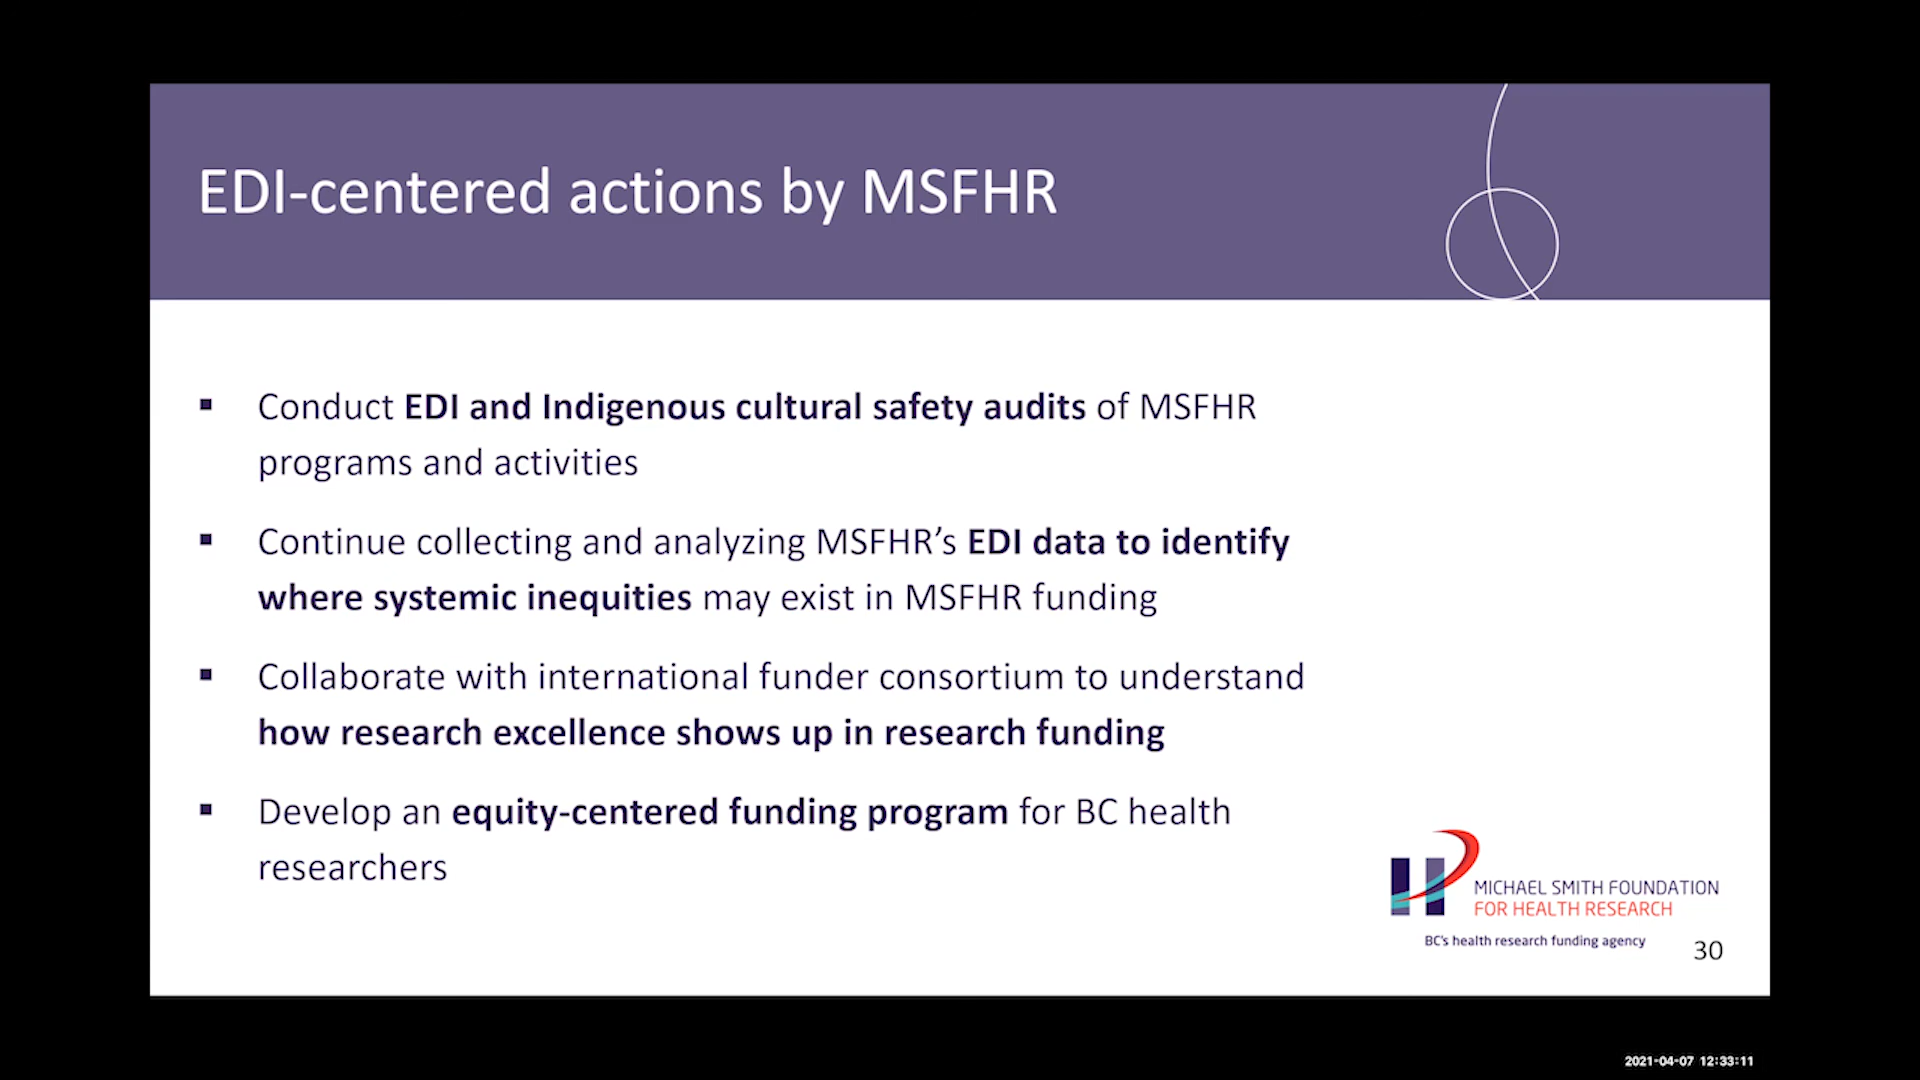 EDI-centered actions by MSFHR
▪ Conduct EDI and Indigenous cultural safety audits of MSFHR
programs and activities
▪ Continue collecting and analyzing MSFHR’s EDI data to identify
where systemic inequities may exist in MSFHR funding
▪ Collaborate with international funder consortium to understand
how research excellence shows up in research funding
▪ Develop an equity-centered funding program for BC health
researchers
MICHAEL SMITH FOUNDATION
FOR HEALTH RESEARCH
BC’s health research funding agency
30
2021-04-07 12:33:11